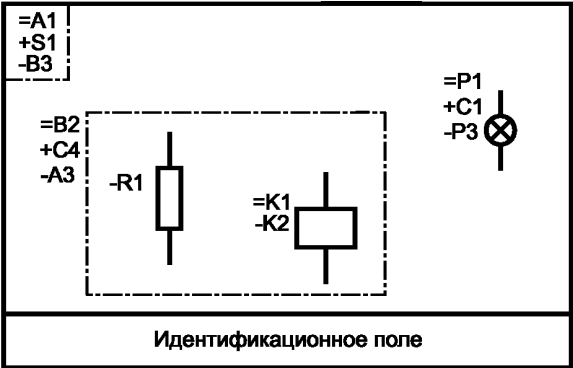 =A1
+S1
-B3
=P1
+C1
-P3
=B2
+C4
-A3
-R1
=K1
-K2
Идентификационное поле